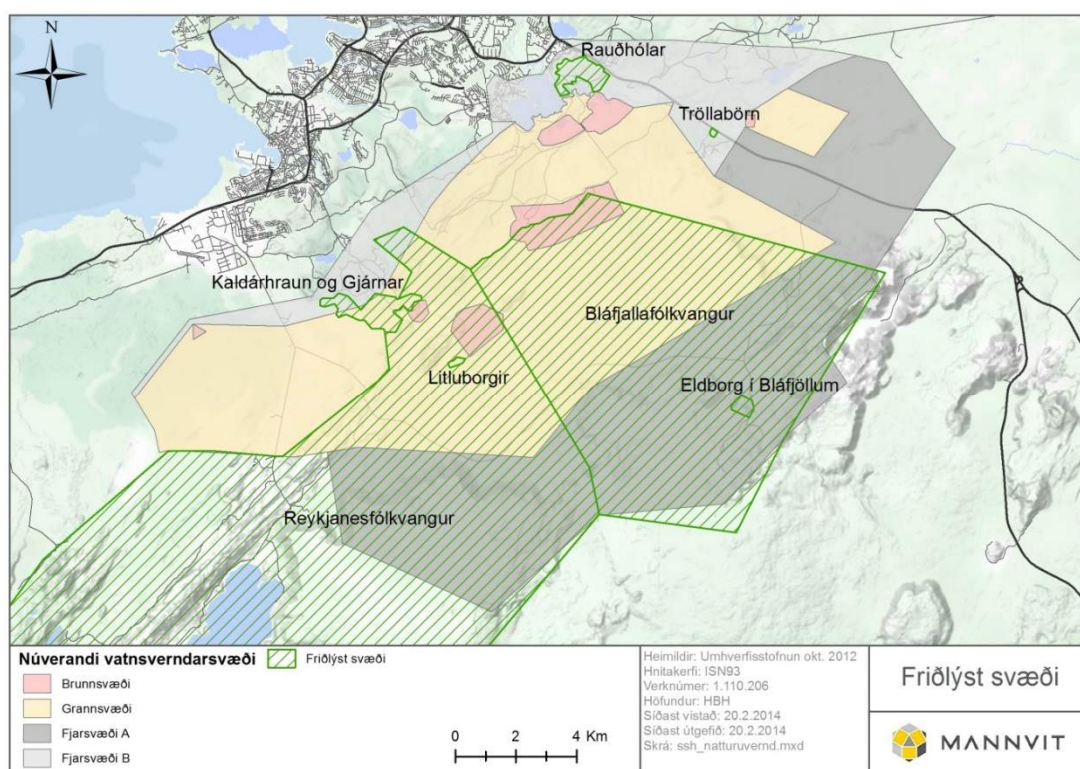 N
Rauðhólar
Tröllabörn
Kaldárhraun og Gjárnar
Bláfjallafólkvangur
Litluborgir
Eldborg í Bláfjöllum
Reykjanesfólkvangur
Núverandi vatnsverndarsvæði
Friðlýst svæði
Brunnsvæði
Grannsvæði
Fjarsvæði A
Fjarsvæði B
0 2 4 Km
Heimildir: Umhverfisstofnun okt. 2012
Hnitakerfi: ISN93
Verknúmer: 1.110.206
Höfundur: HBH
Síðast vistað: 20.2.2014
Síðast útgefið: 20.2.2014
Skrá: ssh_natturuvernd.mxd
Friðlýst svæði
MANNVIT